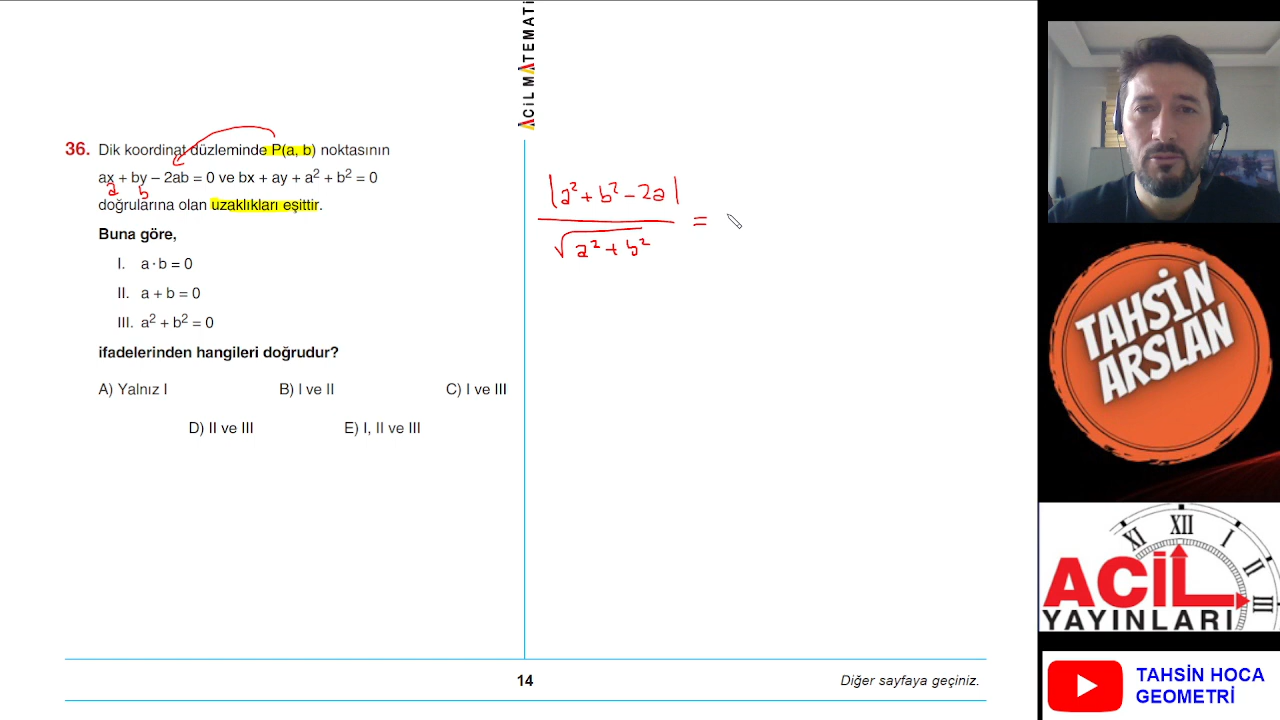 ACİL MATEMATİ
36. Dik koordinat düzleminde P(a, b) noktasının
ax + by – 2ab = 0 ve bx + ay + a² + b² = 0
a b
doğrularına olan uzaklıkları eşittir.
Buna göre,
I. a · b = 0
II. a + b = 0
III. a² + b² = 0
ifadelerinden hangileri doğrudur?
A) Yalnız I B) I ve II C) I ve III
D) II ve III E) I, II ve III
|a² + b² – 2a|
=
√a² + b²
14
Diğer sayfaya geçiniz.
TAHSİN
ARSLAN
XI XII I II III
ACİL
YAYINLARI
TAHSİN HOCA
GEOMETRİ